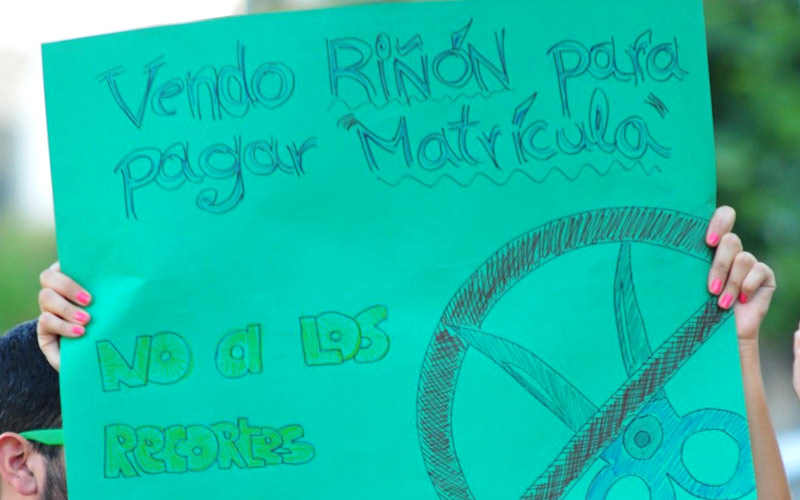 Vendo RIÑÓN para
pagar "Matrícula"
NO a LOS
Recortes